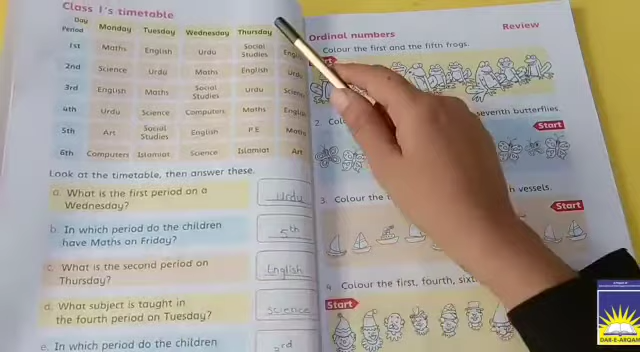 Class 1's timetable
Day
Period
Monday Tuesday Wednesday Thursday
1st Maths English Urdu Social Studies Eng
2nd Science Urdu Maths English Urdu
3rd English Maths Social Studies Urdu Scien
4th Urdu Science Computers Maths Engl
5th Art Social Studies English P.E Maths
6th Computers Islamiat Science Islamiat Art
Look at the timetable, then answer these.
a. What is the first period on a
Wednesday?
Urdu
b. In which period do the children
have Maths on Friday?
5th
c. What is the second period on
Thursday?
English
d. What subject is taught in
the fourth period on Tuesday?
Science
e. In which period do the children
3rd
Ordinal numbers
Review
Colour the first and the fifth frogs.
2. Col
seventh butterflies.
Start
3 Colour the
vessels.
Start
4 Colour the first, fourth, sixt
Start
DAR-E-ARQAM